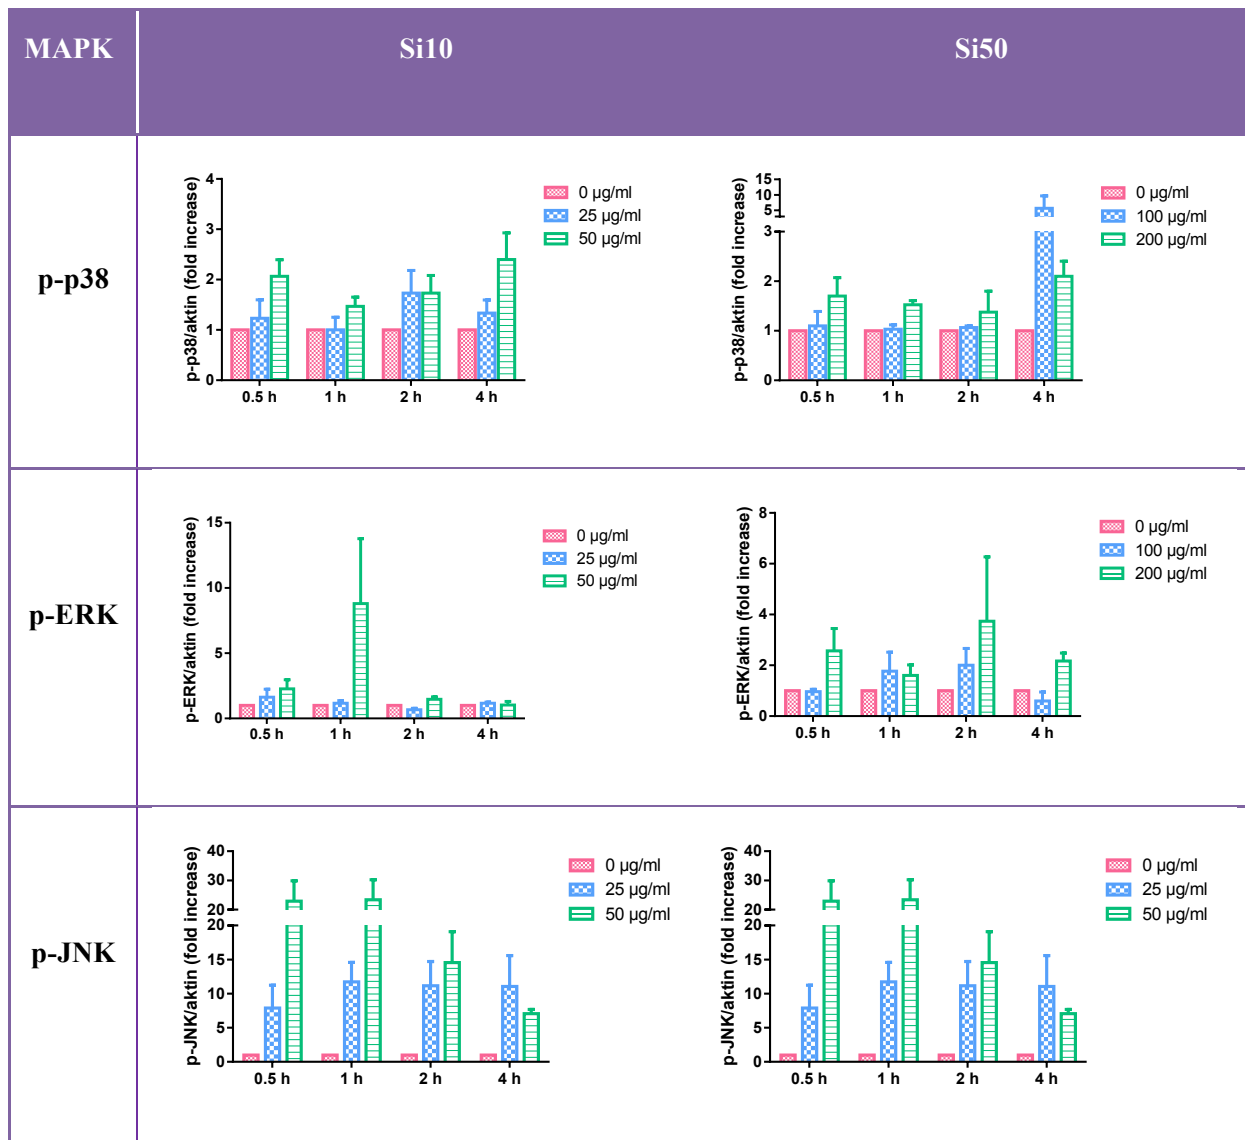 MAPK Si10 Si50
p-p38
p-p38/aktin (fold increase)
4
3
2
1
0
0.5 h 1 h 2 h 4 h
0 µg/ml
25 µg/ml
50 µg/ml
p-p38/aktin (fold increase)
15
10
5
3
2
1
0
0.5 h 1 h 2 h 4 h
0 µg/ml
100 µg/ml
200 µg/ml
p-ERK
p-ERK/aktin (fold increase)
15
10
5
0
0.5 h 1 h 2 h 4 h
0 µg/ml
25 µg/ml
50 µg/ml
p-ERK/aktin (fold increase)
8
6
4
2
0
0.5 h 1 h 2 h 4 h
0 µg/ml
100 µg/ml
200 µg/ml
p-JNK
p-JNK/aktin (fold increase)
40
30
20
20
15
10
5
0
0.5 h 1 h 2 h 4 h
0 µg/ml
25 µg/ml
50 µg/ml
p-JNK/aktin (fold increase)
40
30
20
20
15
10
5
0
0.5 h 1 h 2 h 4 h
0 µg/ml
25 µg/ml
50 µg/ml